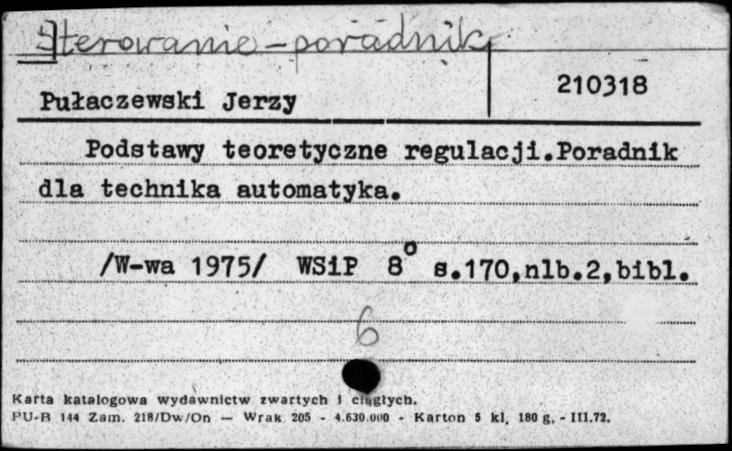 Sterowanie – poradnik
210318
Pułaczewski Jerzy
Podstawy teoretyczne regulacji.Poradnik
dla technika automatyka.
/W-wa 1975/ WSiP 8° s.170,nlb.2,bibl.
6
Karta katalogowa wydawnictw zwartych i ciągłych.
PU-B 144 Zam. 218/Dw/On — Wrak 205 - 4.630.000 - Karton 5 kl. 180 g. - III.72.